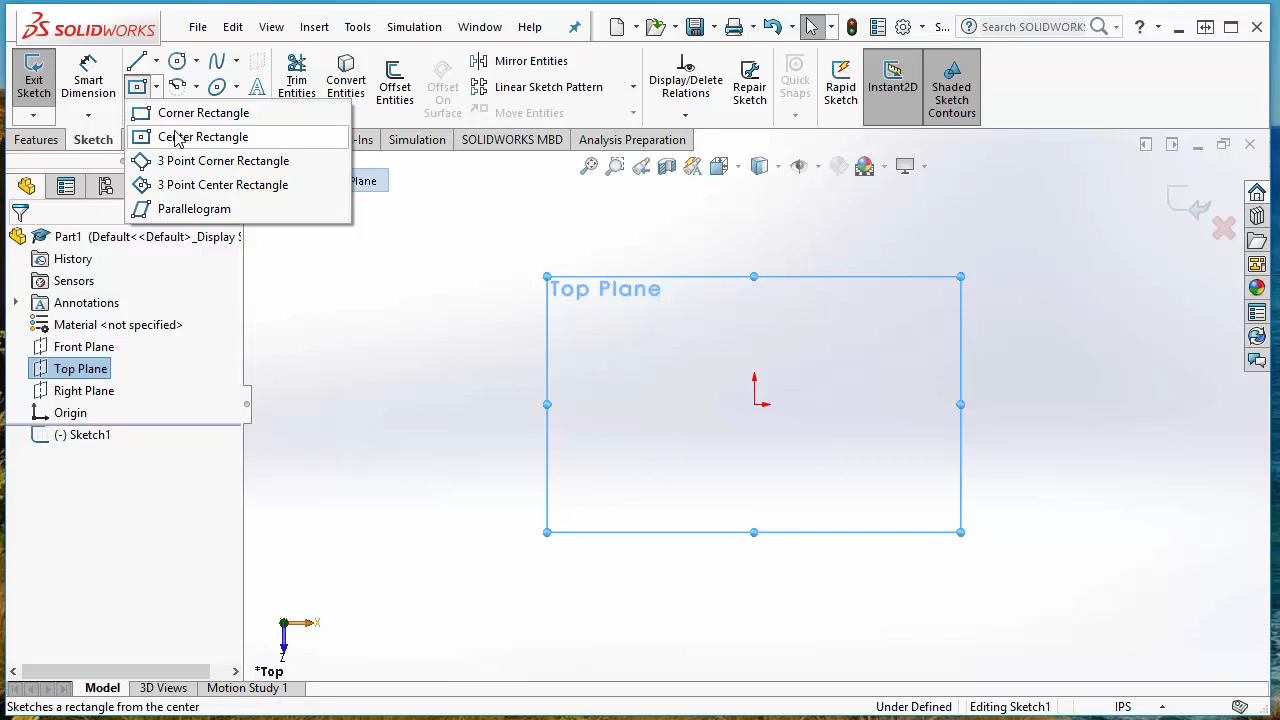 SOLIDWORKS File Edit View Insert Tools Simulation Window Help S... Search SOLIDWORKS ?
Exit Sketch Smart Dimension A Trim Entities Convert Entities Offset Entities Offset On Surface Mirror Entities Linear Sketch Pattern Move Entities Display/Delete Relations Quick Snaps Repair Sketch Rapid Sketch Instant2D Shaded Sketch Contours
Corner Rectangle
Center Rectangle
3 Point Corner Rectangle
3 Point Center Rectangle
Parallelogram
Features Sketch -Ins Simulation SOLIDWORKS MBD Analysis Preparation
Plane
Part1 (Default<<Default>_Display S
History
Sensors
Annotations
Material <not specified>
Front Plane
Top Plane
Right Plane
Origin
(-) Sketch1
Top Plane
X
Z
*Top
Model 3D Views Motion Study 1
Sketches a rectangle from the center Under Defined Editing Sketch1 IPS